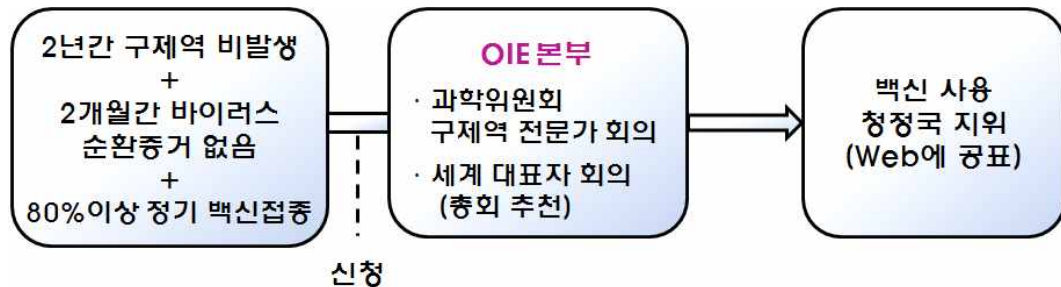 2년간 구제역 비발생
+
2개월간 바이러스
순환증거 없음
+
80%이상 정기 백신접종
신청
OIE 본부
· 과학위원회
구제역 전문가 회의
· 세계 대표자 회의
(총회 추천)
백신 사용
청정국 지위
(Web에 공표)